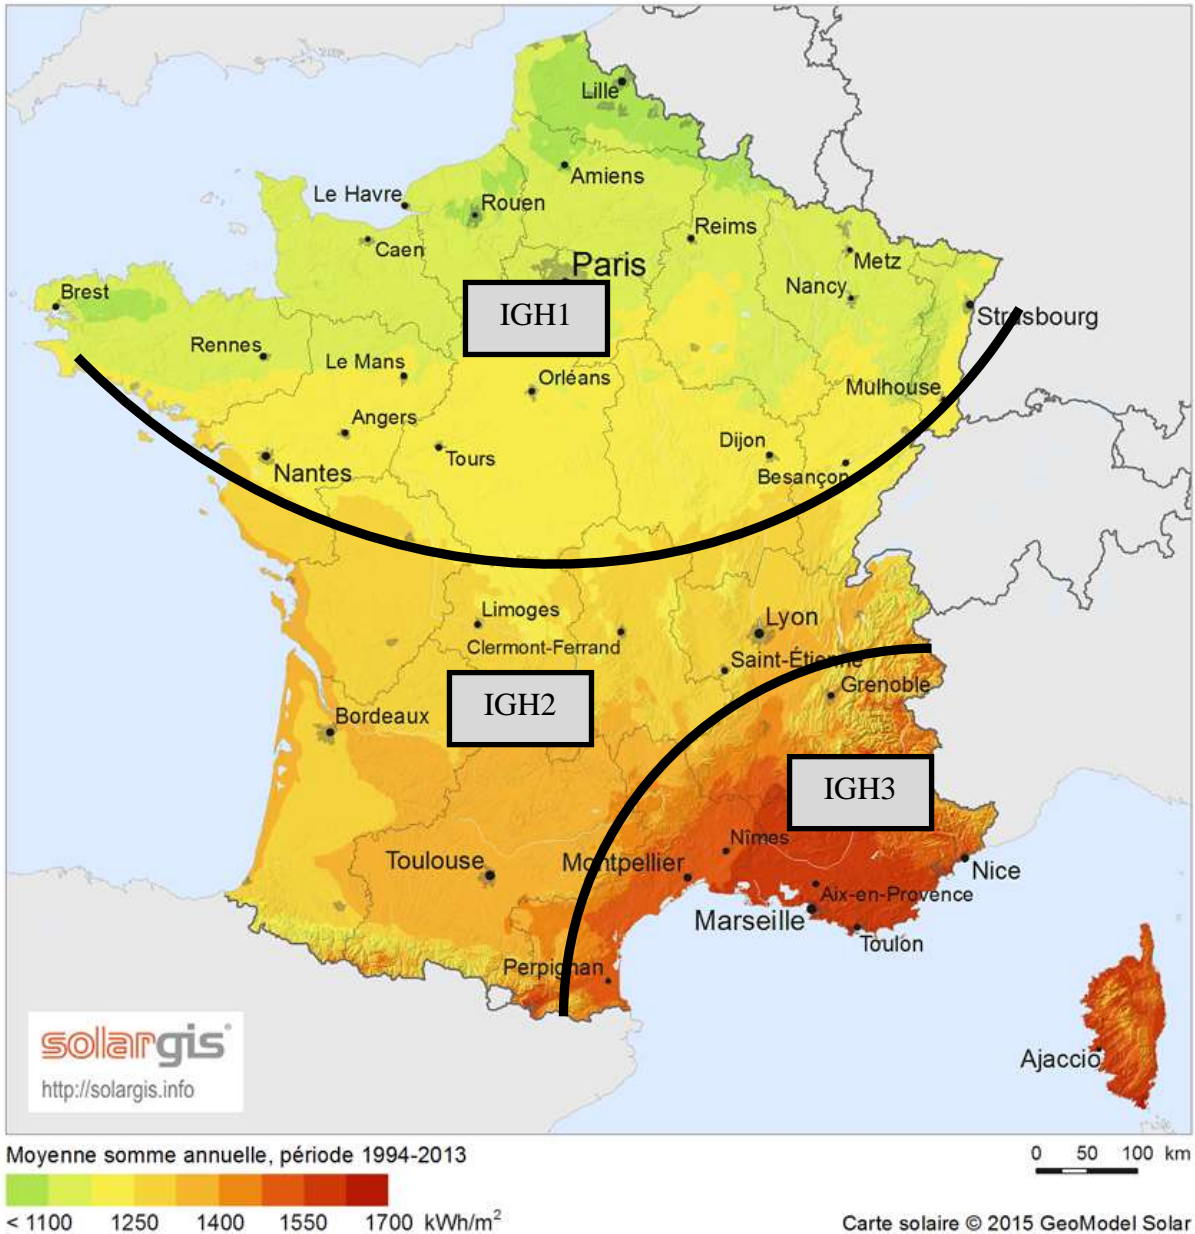 Lille
Amiens
Le Havre
Rouen
Reims
Caen
Paris
Metz
Nancy
Brest
IGH1
Strasbourg
Rennes
Le Mans
Orléans
Mulhouse
Angers
Dijon
Tours
Nantes
Besançon
Limoges
Lyon
Clermont-Ferrand
Saint-Étienne
Grenoble
IGH2
Bordeaux
IGH3
Nîmes
Toulouse
Montpellier
Nice
Aix-en-Provence
Marseille
Toulon
Perpignan
solargis
http://solargis.info
Ajaccio
Moyenne somme annuelle, période 1994-2013
0 50 100 km
< 1100 1250 1400 1550 1700 kWh/m²
Carte solaire © 2015 GeoModel Solar